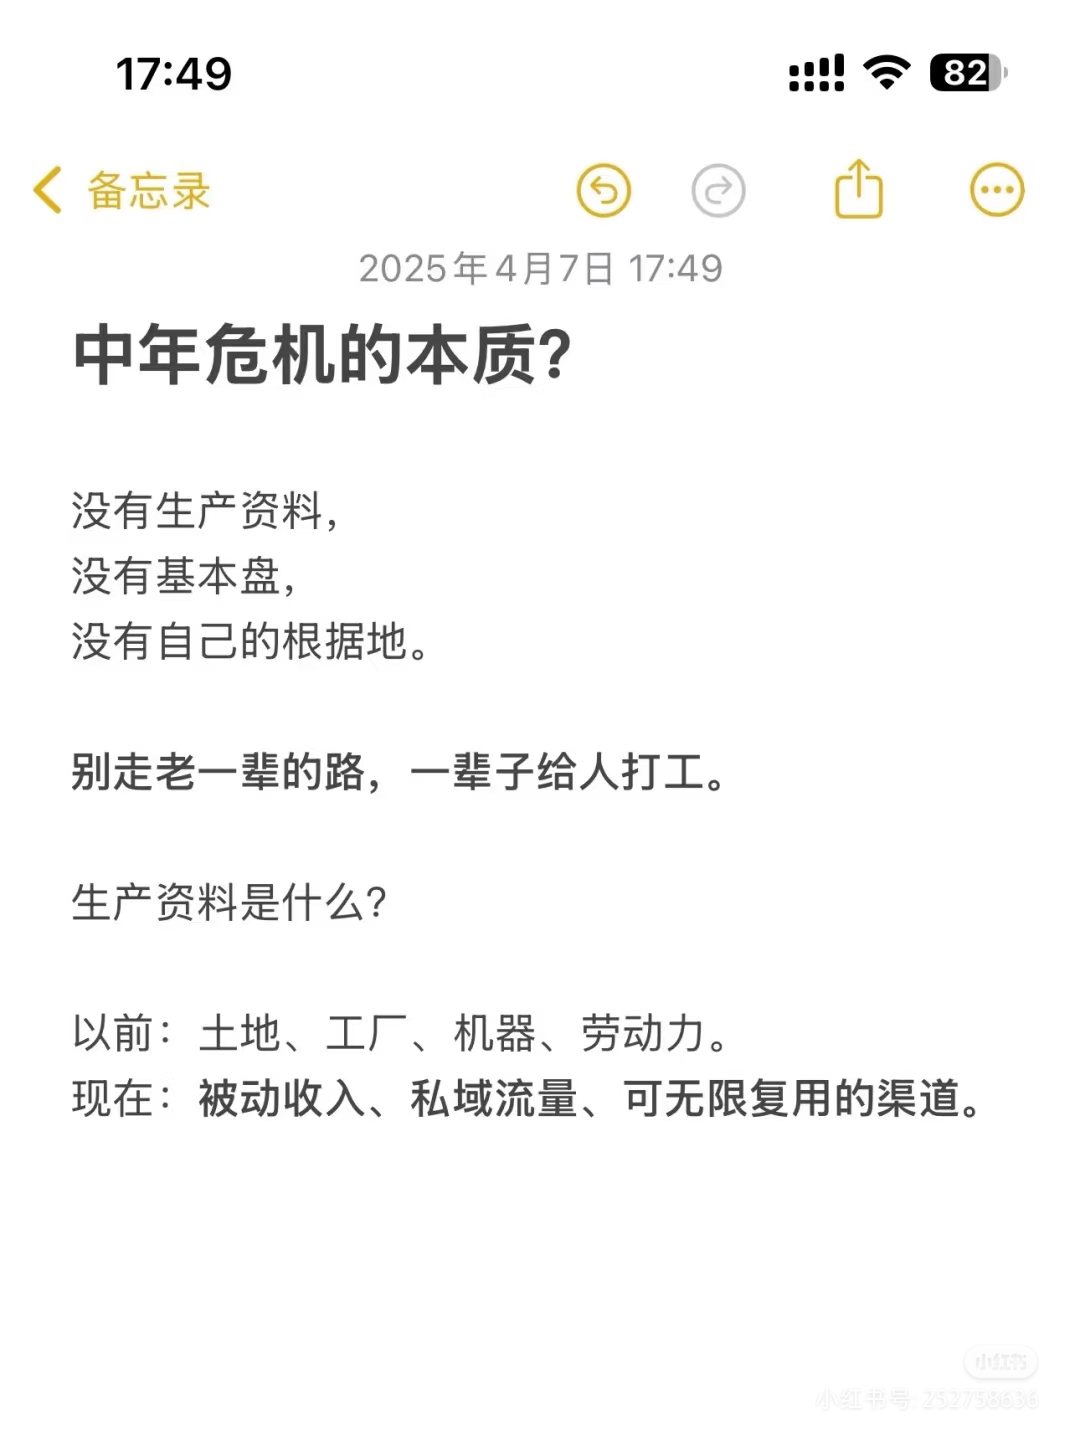 17:49
82
备忘录
2025年4月7日 17:49
中年危机的本质?
没有生产资料,
没有基本盘,
没有自己的根据地。
别走老一辈的路，一辈子给人打工。
生产资料是什么?
以前：土地、工厂、机器、劳动力。
现在：被动收入、私域流量、可无限复用的渠道。
小红书
小红书号: 252758636